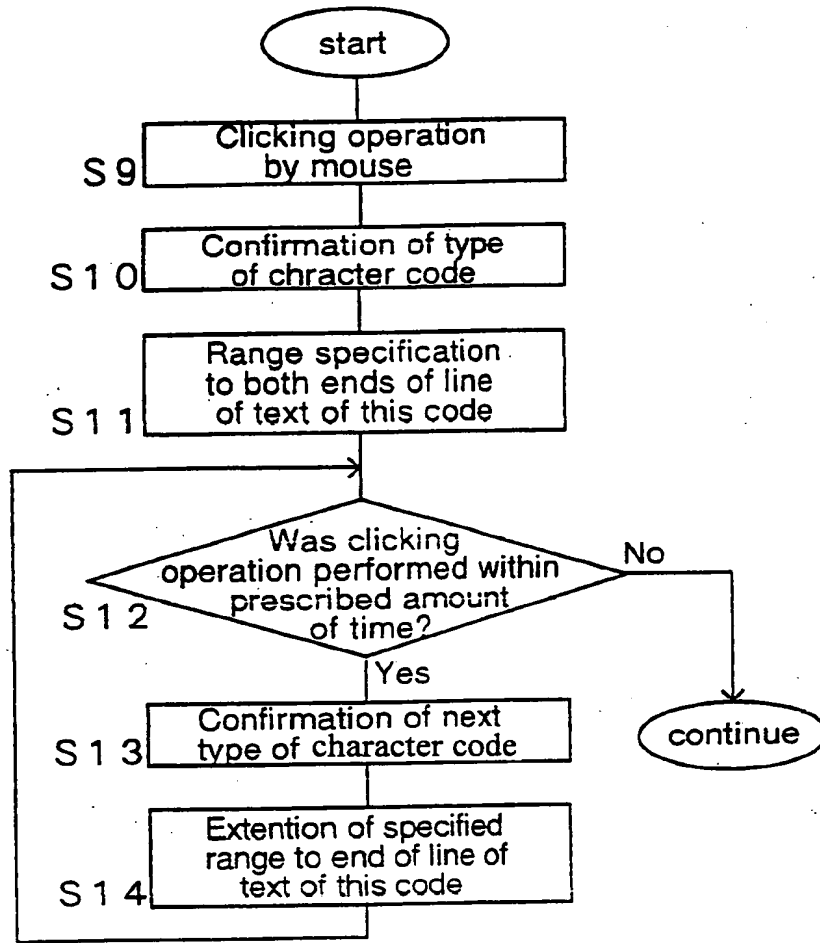 start
Clicking operation
by mouse
S9
Confirmation of type
of chracter code
S10
Range specification
to both ends of line
of text of this code
S11
Was clicking
operation performed within
prescribed amount
of time?
S12
No
Yes
Confirmation of next
type of character code
S13
continue
Extention of specified
range to end of line of
text of this code
S14